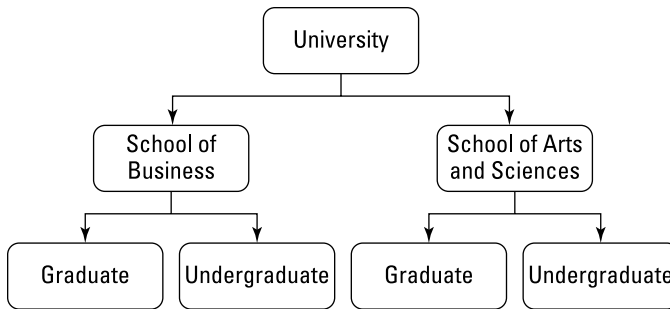 University
School of
Business
School of Arts
and Sciences
Graduate
Undergraduate
Graduate
Undergraduate